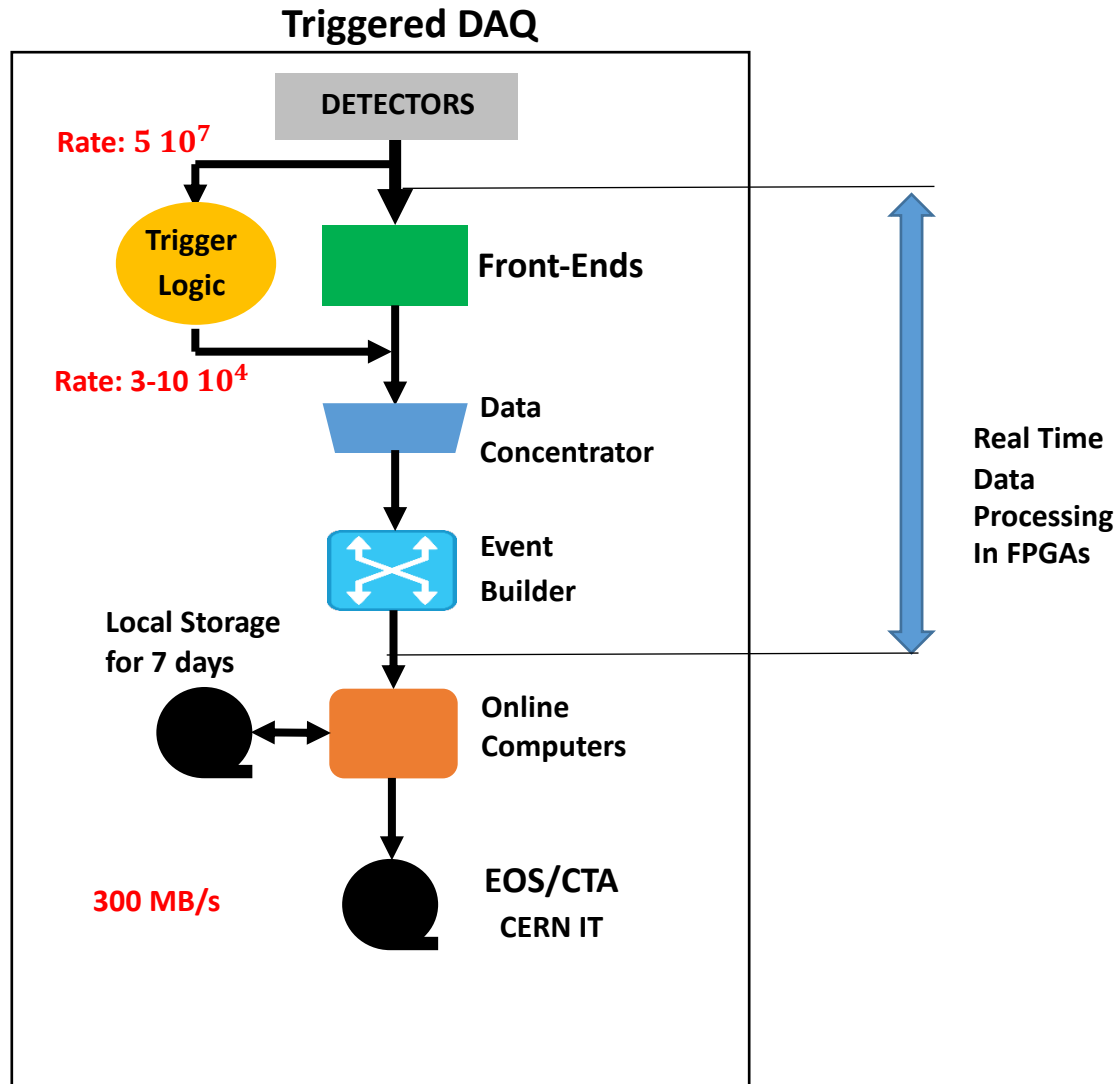 Triggered DAQ
DETECTORS
Rate: 5 10⁷
Trigger
Logic
Front-Ends
Rate: 3-10 10⁴
Data
Concentrator
Real Time
Data
Processing
In FPGAs
Event
Builder
Local Storage
for 7 days
Online
Computers
EOS/CTA
CERN IT
300 MB/s